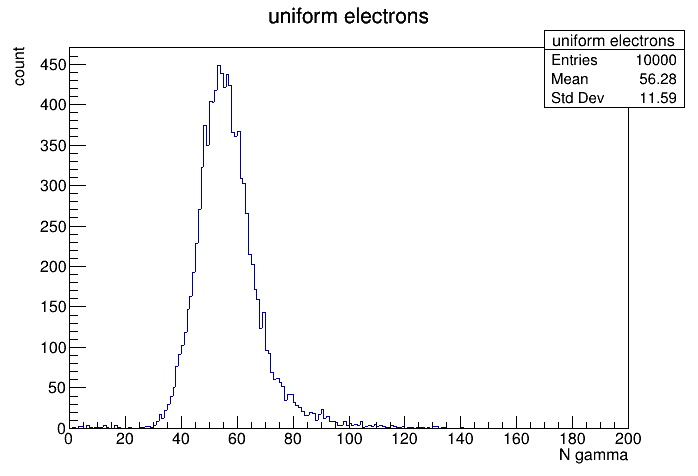 uniform electrons
count
uniform electrons
Entries 10000
Mean 56.28
Std Dev 11.59
450
400
350
300
250
200
150
100
50
0
0 20 40 60 80 100 120 140 160 180 200
N gamma